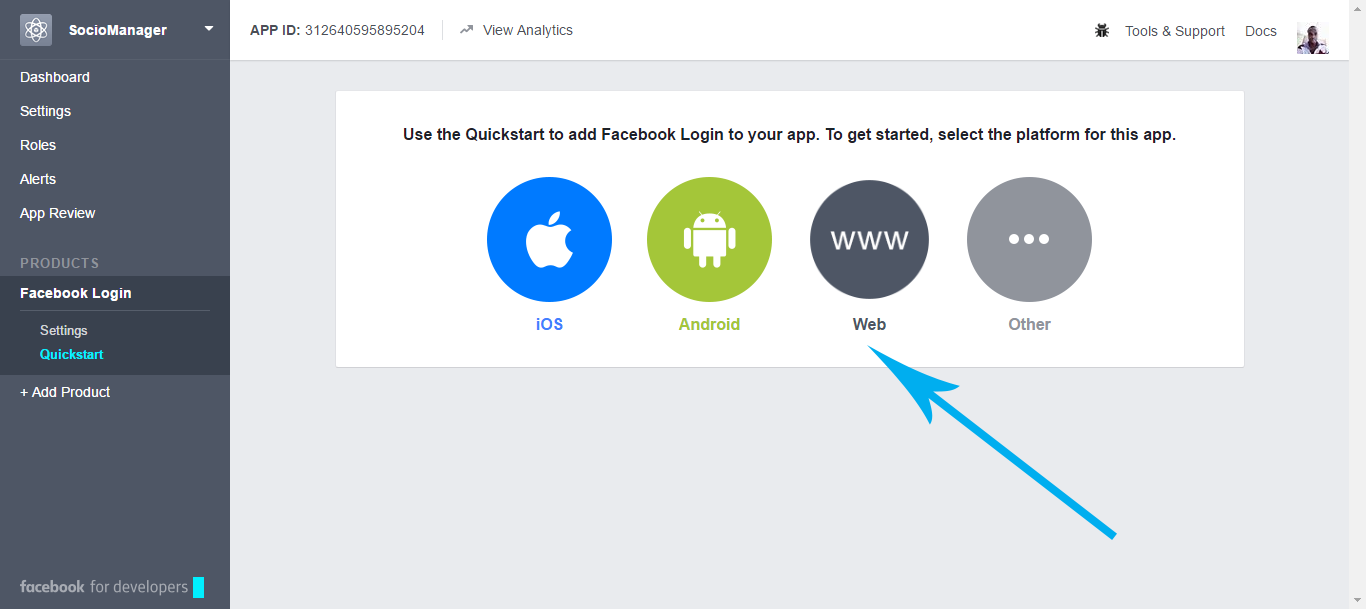 SocioManager
APP ID: 312640595895204
View Analytics
Tools & Support
Docs
Dashboard
Settings
Roles
Alerts
App Review
PRODUCTS
Facebook Login
Settings
Quickstart
+ Add Product
facebook for developers
Use the Quickstart to add Facebook Login to your app. To get started, select the platform for this app.
WWW
iOS
Android
Web
Other